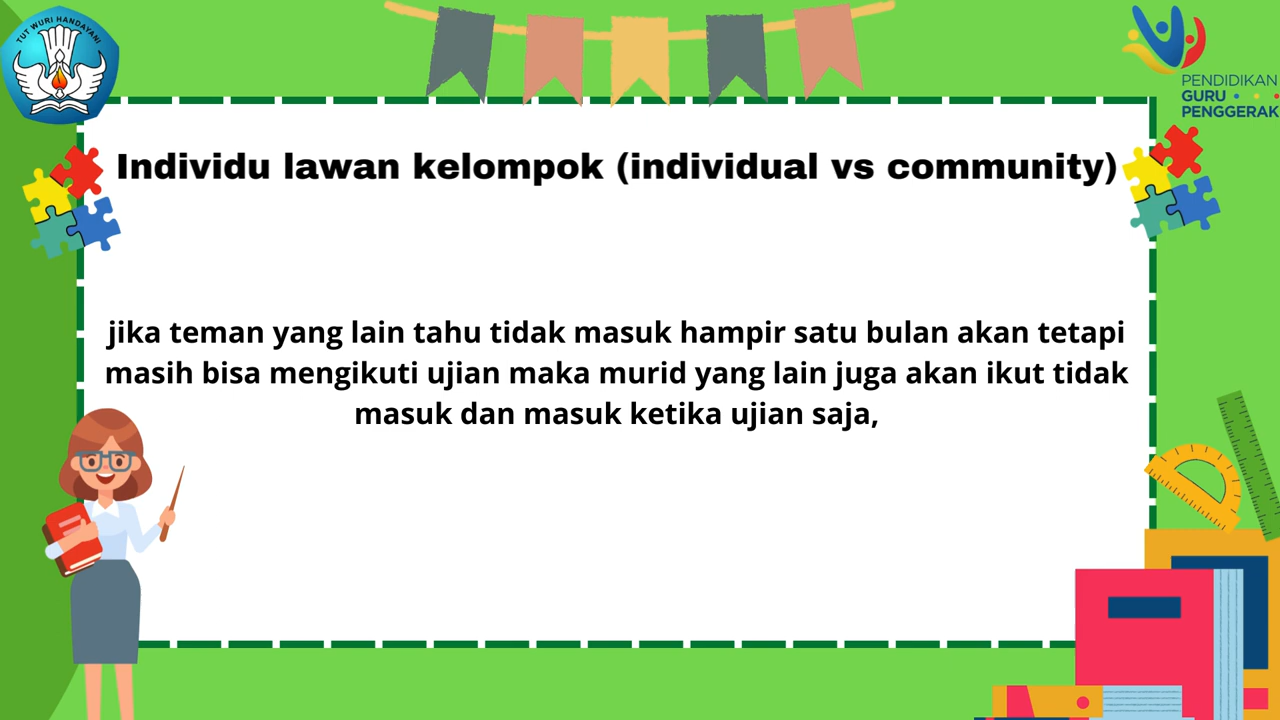 TUT WURI HANDAYANI
PENDIDIKAN
GURU
PENGGERAK
Individu lawan kelompok (individual vs community)
jika teman yang lain tahu tidak masuk hampir satu bulan akan tetapi
masih bisa mengikuti ujian maka murid yang lain juga akan ikut tidak
masuk dan masuk ketika ujian saja,